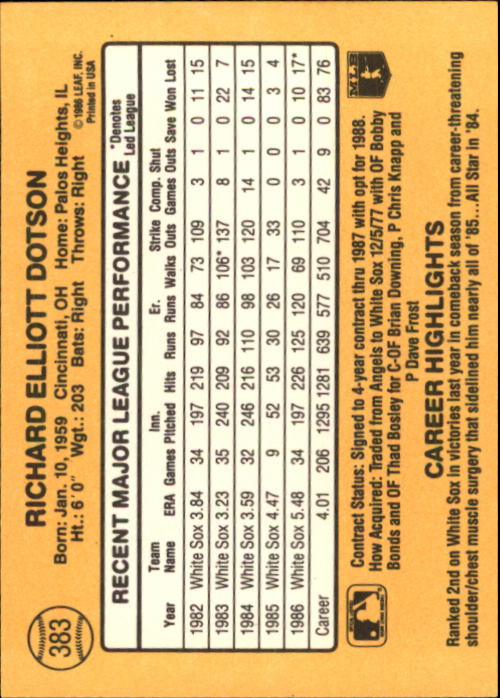 383
RICHARD ELLIOTT DOTSON
Born: Jan. 10, 1959 Cincinnati, OH Home: Palos Heights, IL
Ht.: 6'0" Wgt.: 203 Bats: Right Throws: Right
© 1986 LEAF, INC.
Printed in USA
RECENT MAJOR LEAGUE PERFORMANCE
*Denotes
Led League
Team Inn. Er. Strike Comp. Shut
Year Name ERA Games Pitched Hits Runs Runs Walks Outs Games Outs Save Won Lost
1982 White Sox 3.84 34 197 219 97 84 73 109 3 1 0 11 15
1983 White Sox 3.23 35 240 209 92 86 106* 137 8 1 0 22 7
1984 White Sox 3.59 32 246 216 110 98 103 120 14 1 0 14 15
1985 White Sox 4.47 9 52 53 30 26 17 33 0 0 0 3 4
1986 White Sox 5.48 34 197 226 125 120 69 110 3 1 0 10 17*
Career 4.01 206 1295 1281 639 577 510 704 42 9 0 83 76
Contract Status: Signed to 4-year contract thru 1987 with opt for 1988.
How Acquired: Traded from Angels to White Sox 12/5/77 with OF Bobby
Bonds and OF Thad Bosley for C-OF Brian Downing, P Chris Knapp and
P Dave Frost
MLB
CAREER HIGHLIGHTS
Ranked 2nd on White Sox in victories last year in comeback season from career-threatening
shoulder/chest muscle surgery that sidelined him nearly all of '85...All Star in '84.